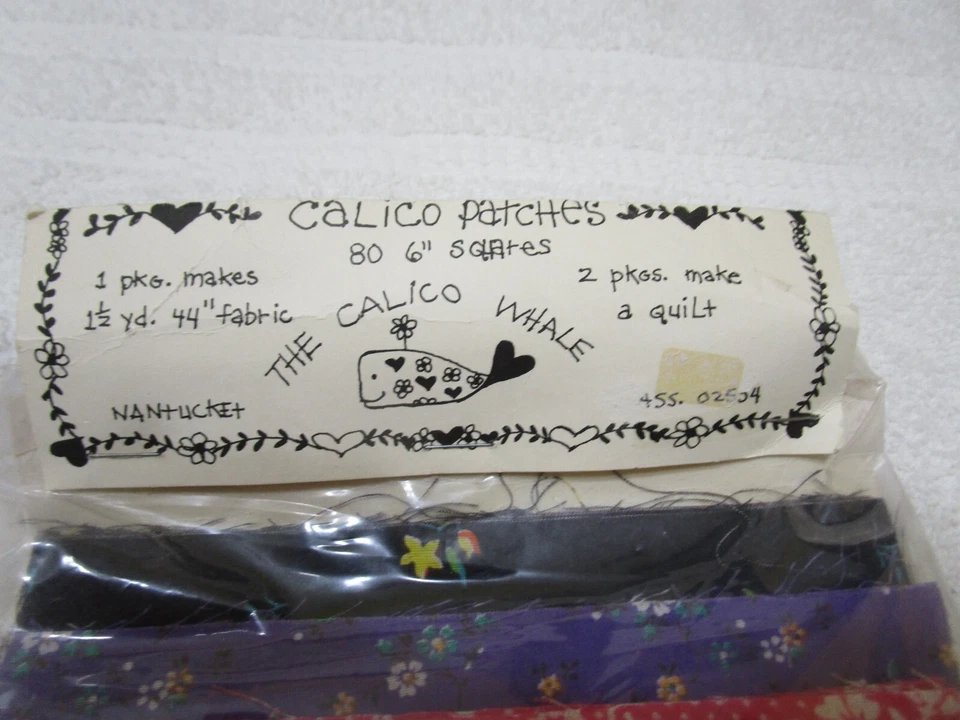 CALICO PATCHES
80 6" SQUARES
1 pkg. makes
1½ yd. 44" fabric
2 pkgs. make
a quilt
THE CALICO WHALE
NANTUCKET
MASS. 02554